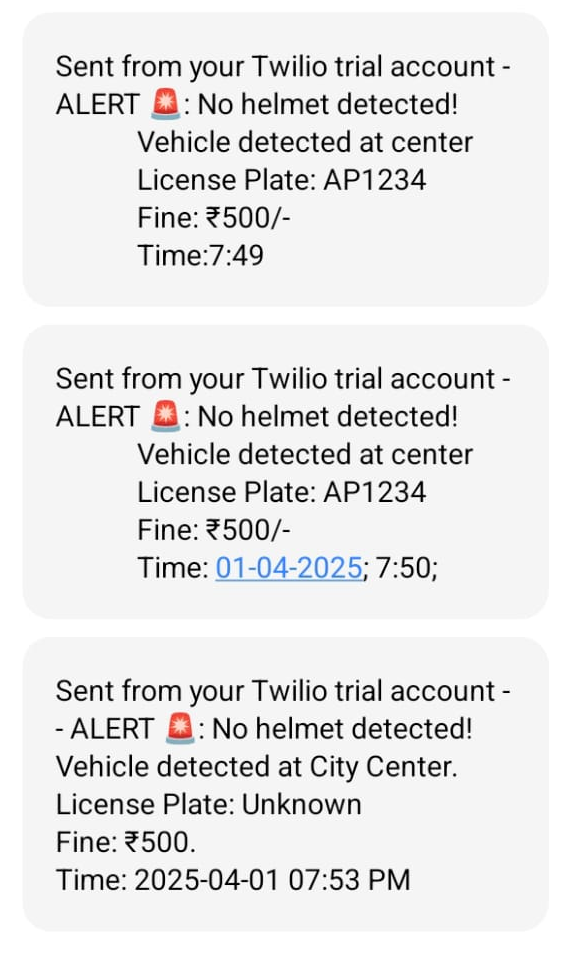 Sent from your Twilio trial account -
ALERT 🚨: No helmet detected!
Vehicle detected at center
License Plate: AP1234
Fine: ₹500/-
Time:7:49
Sent from your Twilio trial account -
ALERT 🚨: No helmet detected!
Vehicle detected at center
License Plate: AP1234
Fine: ₹500/-
Time: 01-04-2025; 7:50;
Sent from your Twilio trial account -
- ALERT 🚨: No helmet detected!
Vehicle detected at City Center.
License Plate: Unknown
Fine: ₹500.
Time: 2025-04-01 07:53 PM